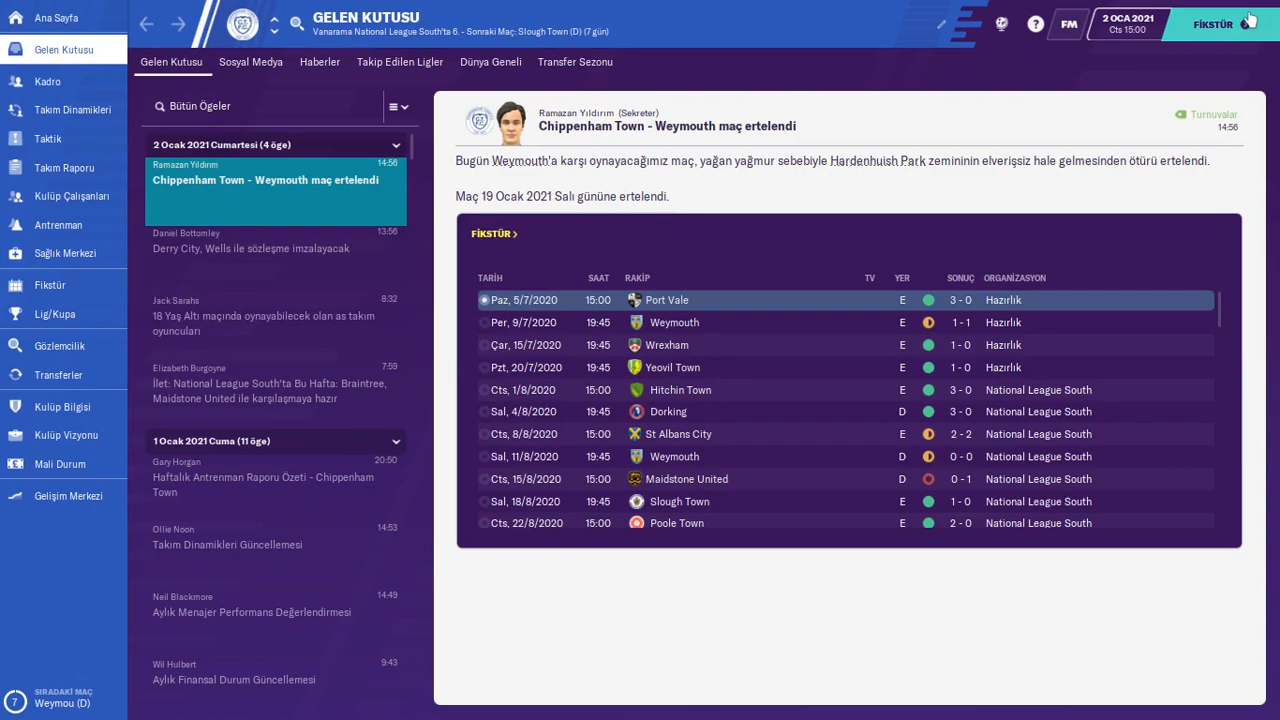 Ana Sayfa
Gelen Kutusu
Kadro
Takım Dinamikleri
Taktik
Takım Raporu
Kulüp Çalışanları
Antrenman
Sağlık Merkezi
Fikstür
Lig/Kupa
Gözlemcilik
Transferler
Kulüp Bilgisi
Kulüp Vizyonu
Mali Durum
Gelişim Merkezi
7
SIRADAKİ MAÇ
Weymou (D)
GELEN KUTUSU
Vanarama National League South'ta 6. - Sonraki Maç: Slough Town (D) (7 gün)
?
FM
2 OCA 2021
Cts 15:00
FİKSTÜR
Gelen Kutusu Sosyal Medya Haberler Takip Edilen Ligler Dünya Geneli Transfer Sezonu
Bütün Ögeler
2 Ocak 2021 Cumartesi (4 öge)
Ramazan Yıldırım 14:56
Chippenham Town - Weymouth maç ertelendi
Daniel Bottomley 13:56
Derry City, Wells ile sözleşme imzalayacak
Jack Sarahs 8:32
18 Yaş Altı maçında oynayabilecek olan as takım
oyuncuları
Elizabeth Burgoyne 7:59
İlet: National League South'ta Bu Hafta: Braintree,
Maidstone United ile karşılaşmaya hazır
1 Ocak 2021 Cuma (11 öge)
Gary Horgan 20:50
Haftalık Antrenman Raporu Özeti - Chippenham
Town
Ollie Noon 14:53
Takım Dinamikleri Güncellemesi
Neil Blackmore 14:49
Aylık Menajer Performans Değerlendirmesi
Wil Hulbert 9:43
Aylık Finansal Durum Güncellemesi
Ramazan Yıldırım (Sekreter)
Chippenham Town - Weymouth maç ertelendi
Turnuvalar
14:56
Bugün Weymouth'a karşı oynayacağımız maç, yağan yağmur sebebiyle Hardenhuish Park zemininin elverişsiz hale gelmesinden ötürü ertelendi.
Maç 19 Ocak 2021 Salı gününe ertelendi.
FİKSTÜR >
TARİH SAAT RAKİP TV YER SONUÇ ORGANİZASYON
Paz, 5/7/2020 15:00 Port Vale E 3 - 0 Hazırlık
Per, 9/7/2020 19:45 Weymouth E 1 - 1 Hazırlık
Çar, 15/7/2020 19:45 Wrexham E 1 - 0 Hazırlık
Pzt, 20/7/2020 19:45 Yeovil Town E 1 - 0 Hazırlık
Cts, 1/8/2020 15:00 Hitchin Town E 3 - 0 National League South
Sal, 4/8/2020 19:45 Dorking D 3 - 0 National League South
Cts, 8/8/2020 15:00 St Albans City E 2 - 2 National League South
Sal, 11/8/2020 19:45 Weymouth D 0 - 0 National League South
Cts, 15/8/2020 15:00 Maidstone United D 0 - 1 National League South
Sal, 18/8/2020 19:45 Slough Town E 1 - 0 National League South
Cts, 22/8/2020 15:00 Poole Town E 2 - 0 National League South